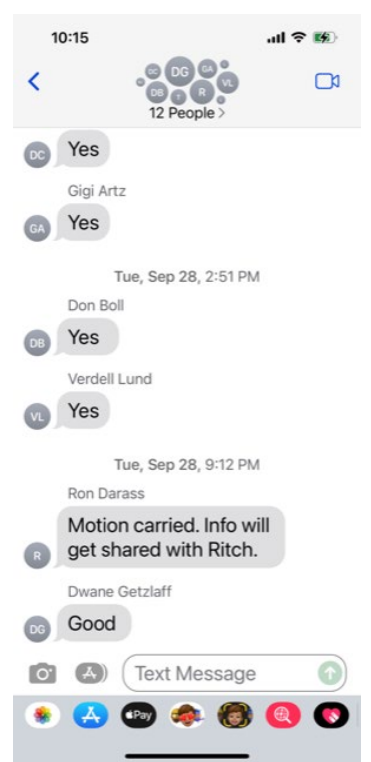 10:15
DC
DG
GA
DB
T
R
VL
12 People >
DC
Yes
Gigi Artz
GA
Yes
Tue, Sep 28, 2:51 PM
Don Boll
DB
Yes
Verdell Lund
VL
Yes
Tue, Sep 28, 9:12 PM
Ron Darass
Motion carried. Info will
get shared with Ritch.
R
Dwane Getzlaff
DG
Good
Text Message
Pay